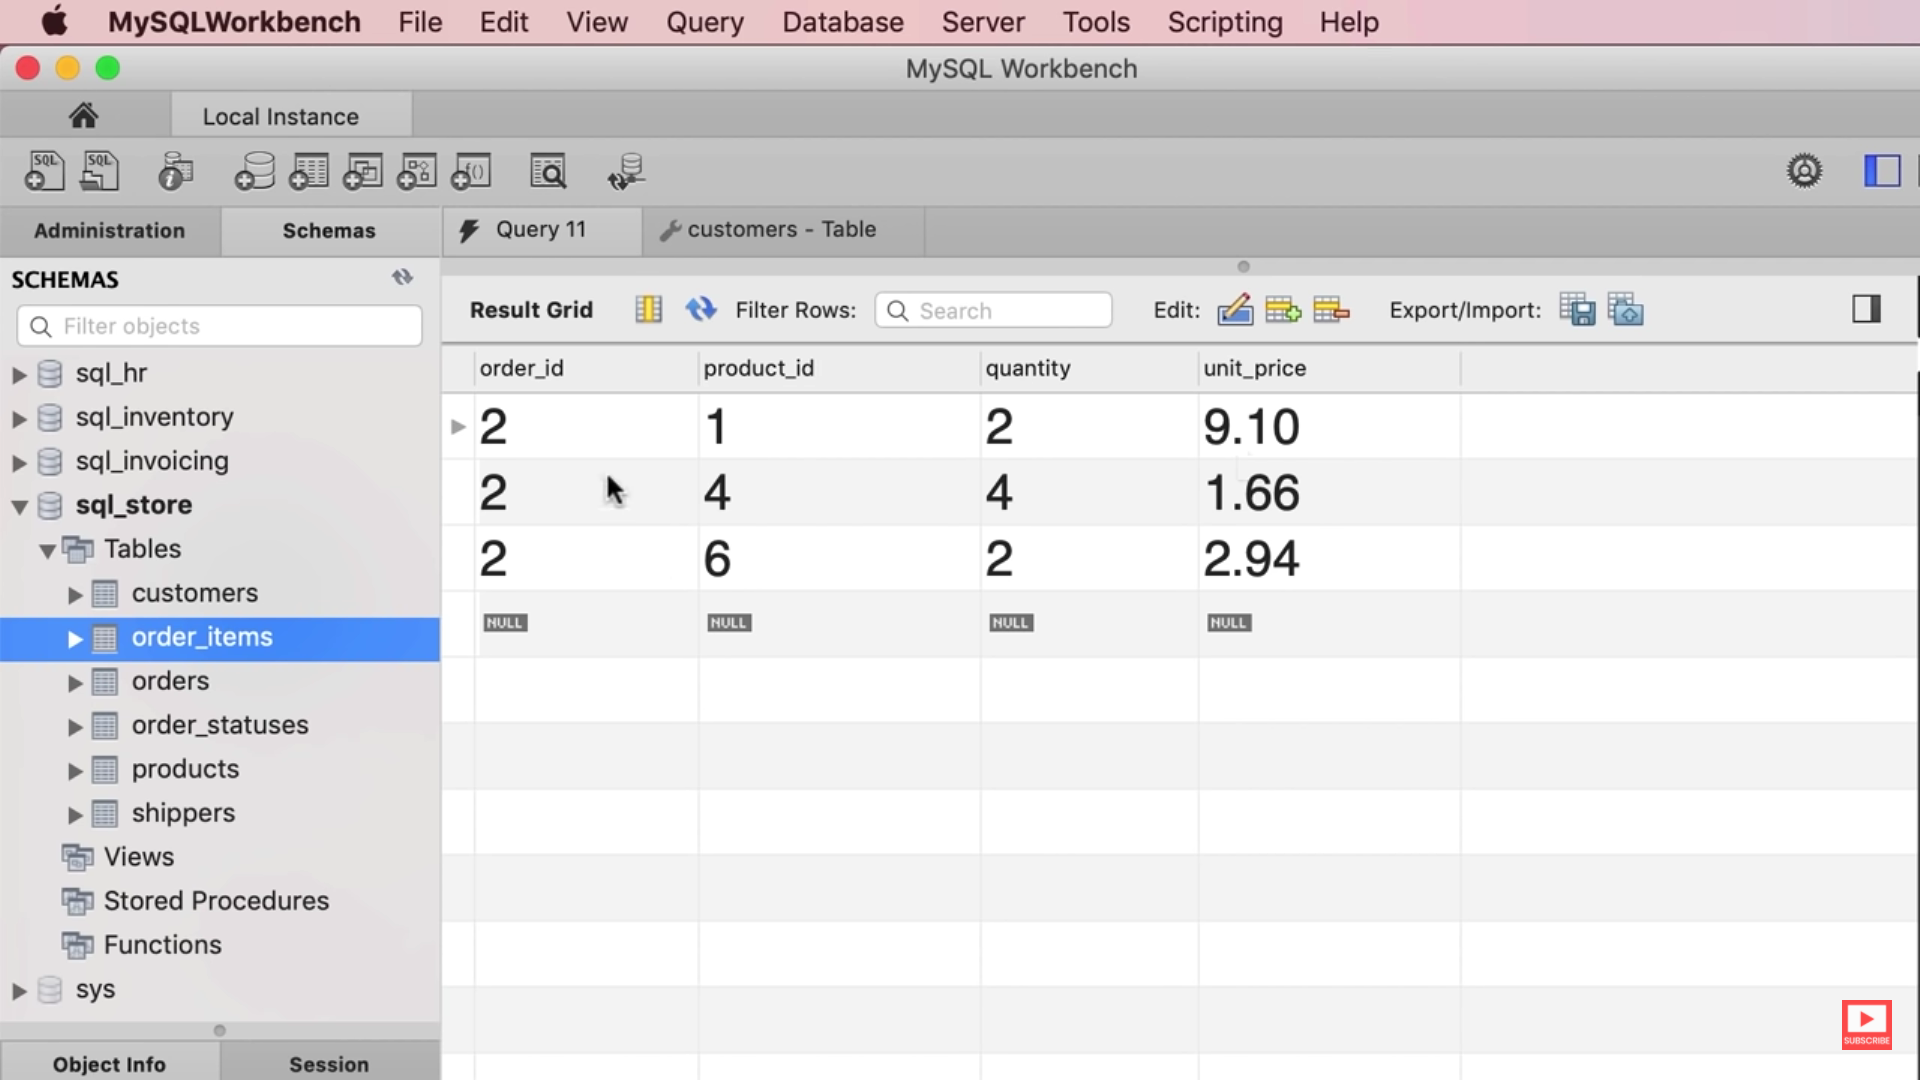 MySQLWorkbench File Edit View Query Database Server Tools Scripting Help
MySQL Workbench
Local Instance
SQL SQL f()
Administration Schemas Query 11 customers - Table
SCHEMAS
Filter objects
Result Grid Filter Rows: Search Edit: Export/Import:
sql_hr
sql_inventory
sql_invoicing
sql_store
Tables
customers
order_items
orders
order_statuses
products
shippers
Views
Stored Procedures
Functions
sys
Object Info Session
order_id product_id quantity unit_price
2 1 2 9.10
2 4 4 1.66
2 6 2 2.94
NULL NULL NULL NULL
SUBSCRIBE